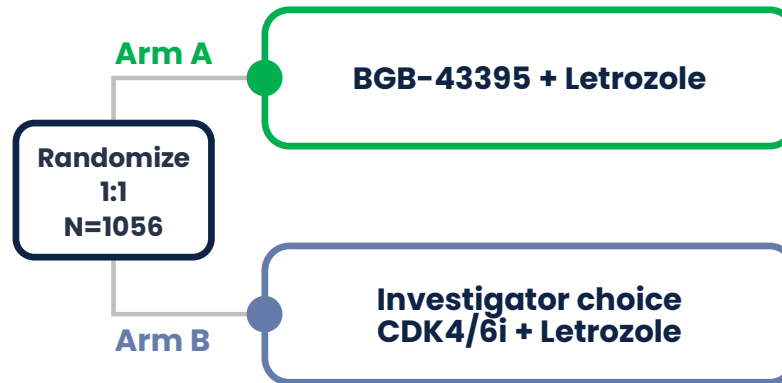 Arm A
BGB-43395 + Letrozole
Randomize
1:1
N=1056
Investigator choice
CDK4/6i + Letrozole
Arm B